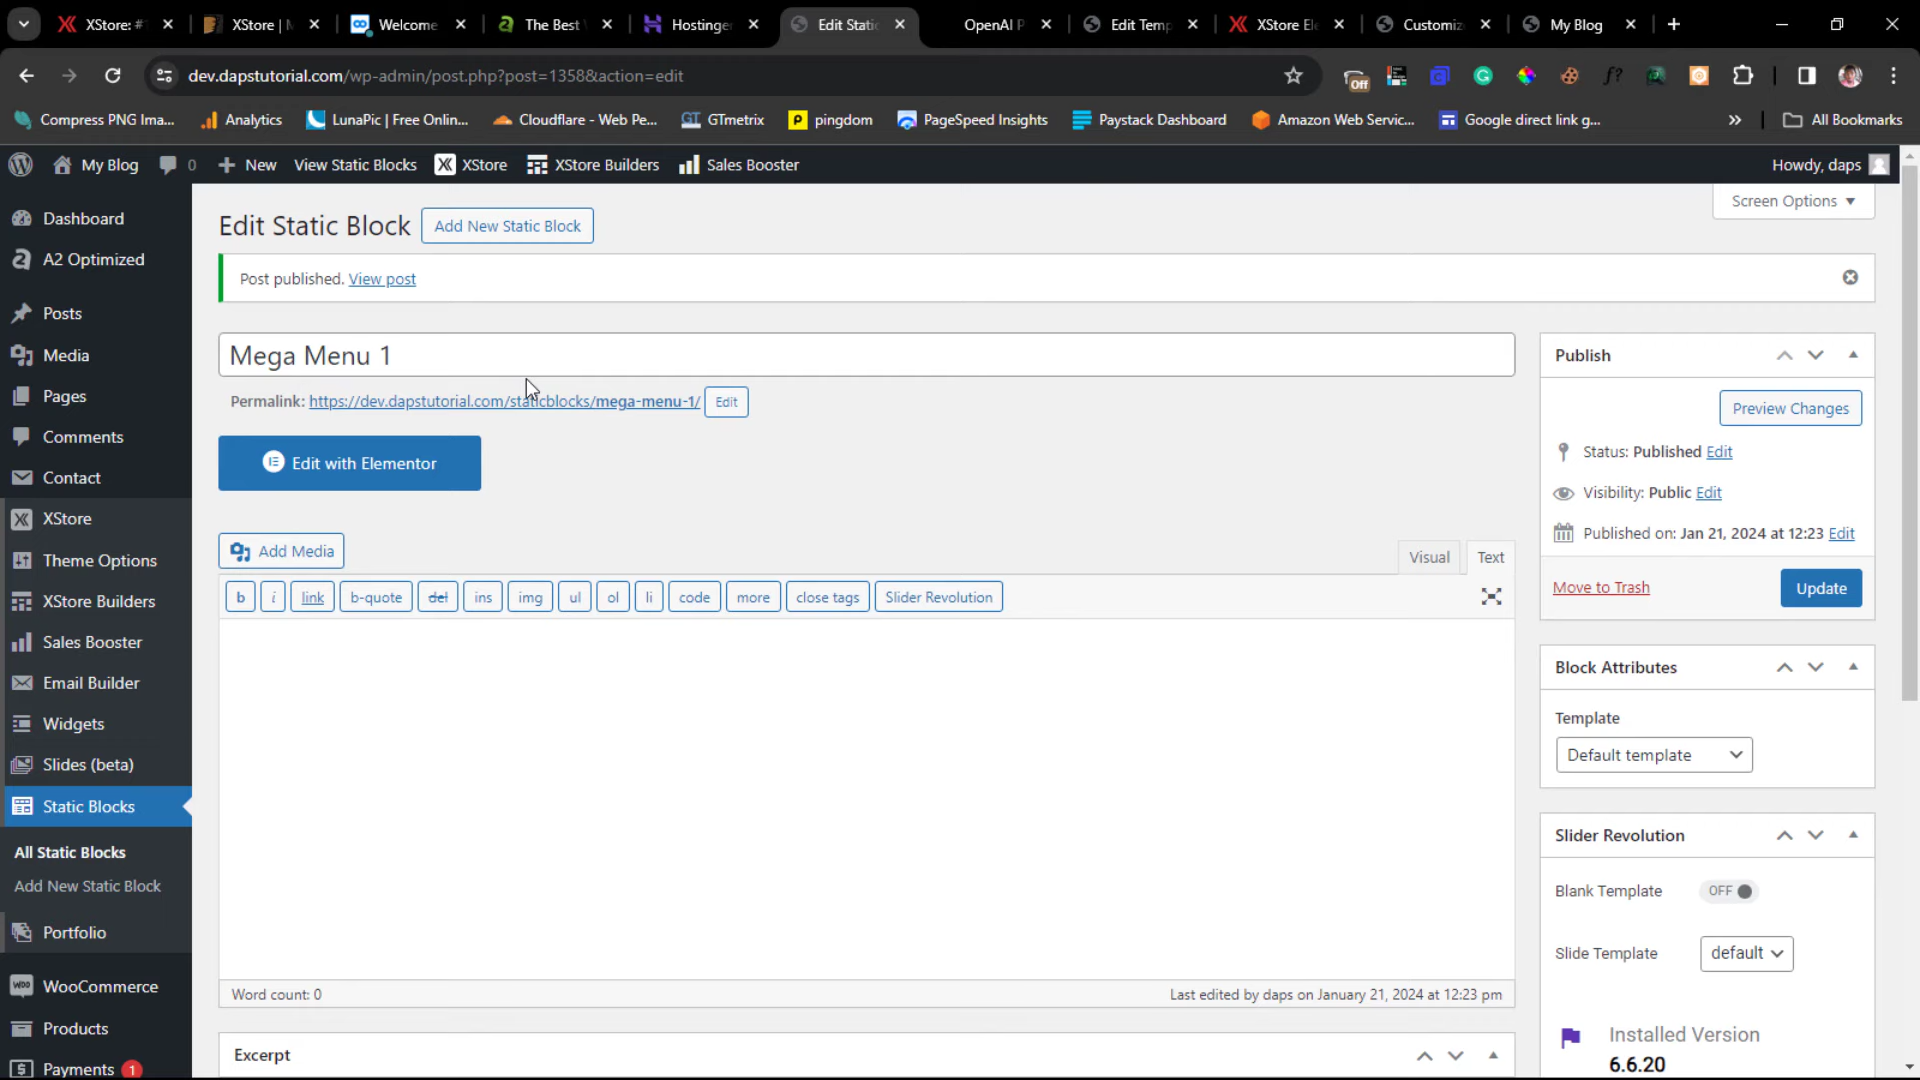 XStore: #
XStore | M
Welcome
The Best
Hostinger
Edit Static
OpenAI P
Edit Temp
XStore El
Customiz
My Blog
dev.dapstutorial.com/wp-admin/post.php?post=1358&action=edit
Off
f?
Compress PNG Ima...
Analytics
LunaPic | Free Onlin...
Cloudflare - Web Pe...
GTmetrix
pingdom
PageSpeed Insights
Paystack Dashboard
Amazon Web Servic...
Google direct link g...
All Bookmarks
My Blog
0
New
View Static Blocks
XStore
XStore Builders
Sales Booster
Howdy, daps
Dashboard
A2 Optimized
Posts
Media
Pages
Comments
Contact
XStore
Theme Options
XStore Builders
Sales Booster
Email Builder
Widgets
Slides (beta)
Static Blocks
All Static Blocks
Add New Static Block
Portfolio
WooCommerce
Products
Payments 1
Screen Options
Edit Static Block
Add New Static Block
Post published. View post
Mega Menu 1
Permalink: https://dev.dapstutorial.com/staticblocks/mega-menu-1/ Edit
Edit with Elementor
Add Media
Visual
Text
b
i
link
b-quote
del
ins
img
ul
ol
li
code
more
close tags
Slider Revolution
Word count: 0
Last edited by daps on January 21, 2024 at 12:23 pm
Excerpt
Publish
Preview Changes
Status: Published Edit
Visibility: Public Edit
Published on: Jan 21, 2024 at 12:23 Edit
Move to Trash
Update
Block Attributes
Template
Default template
Slider Revolution
Blank Template
OFF
Slide Template
default
Installed Version
6.6.20